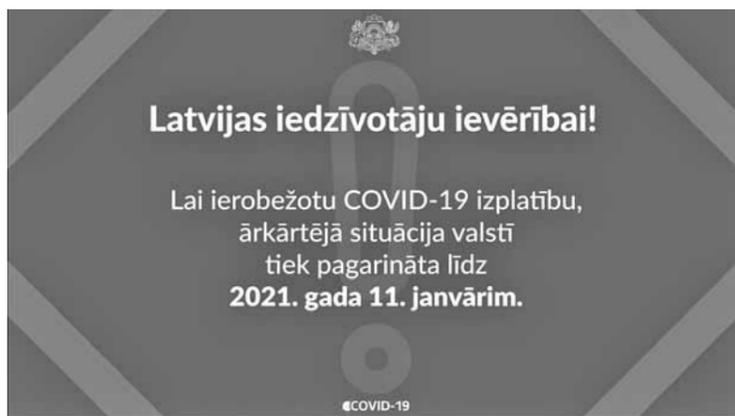 Latvijas iedzīvotāju ievērībai!
Lai ierobežotu COVID-19 izplatību,
ārkārtējā situācija valstī
tiek pagarināta līdz
2021. gada 11. janvārim.
COVID-19